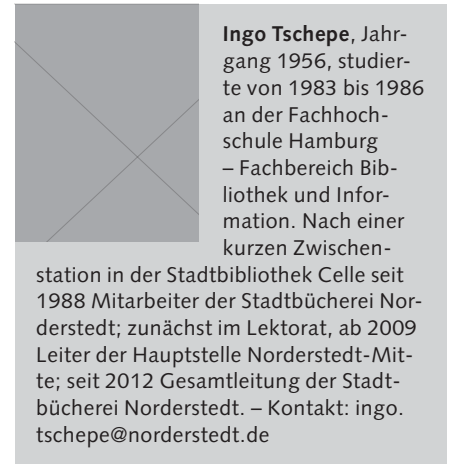 Ingo Tschepe, Jahr-
gang 1956, studier-
te von 1983 bis 1986
an der Fachhoch-
schule Hamburg
– Fachbereich Bib-
liothek und Infor-
mation. Nach einer
kurzen Zwischen-
station in der Stadtbibliothek Celle seit
1988 Mitarbeiter der Stadtbücherei Nor-
derstedt; zunächst im Lektorat, ab 2009
Leiter der Hauptstelle Norderstedt-Mit-
te; seit 2012 Gesamtleitung der Stadt-
bücherei Norderstedt. – Kontakt: ingo.
tschepe@norderstedt.de